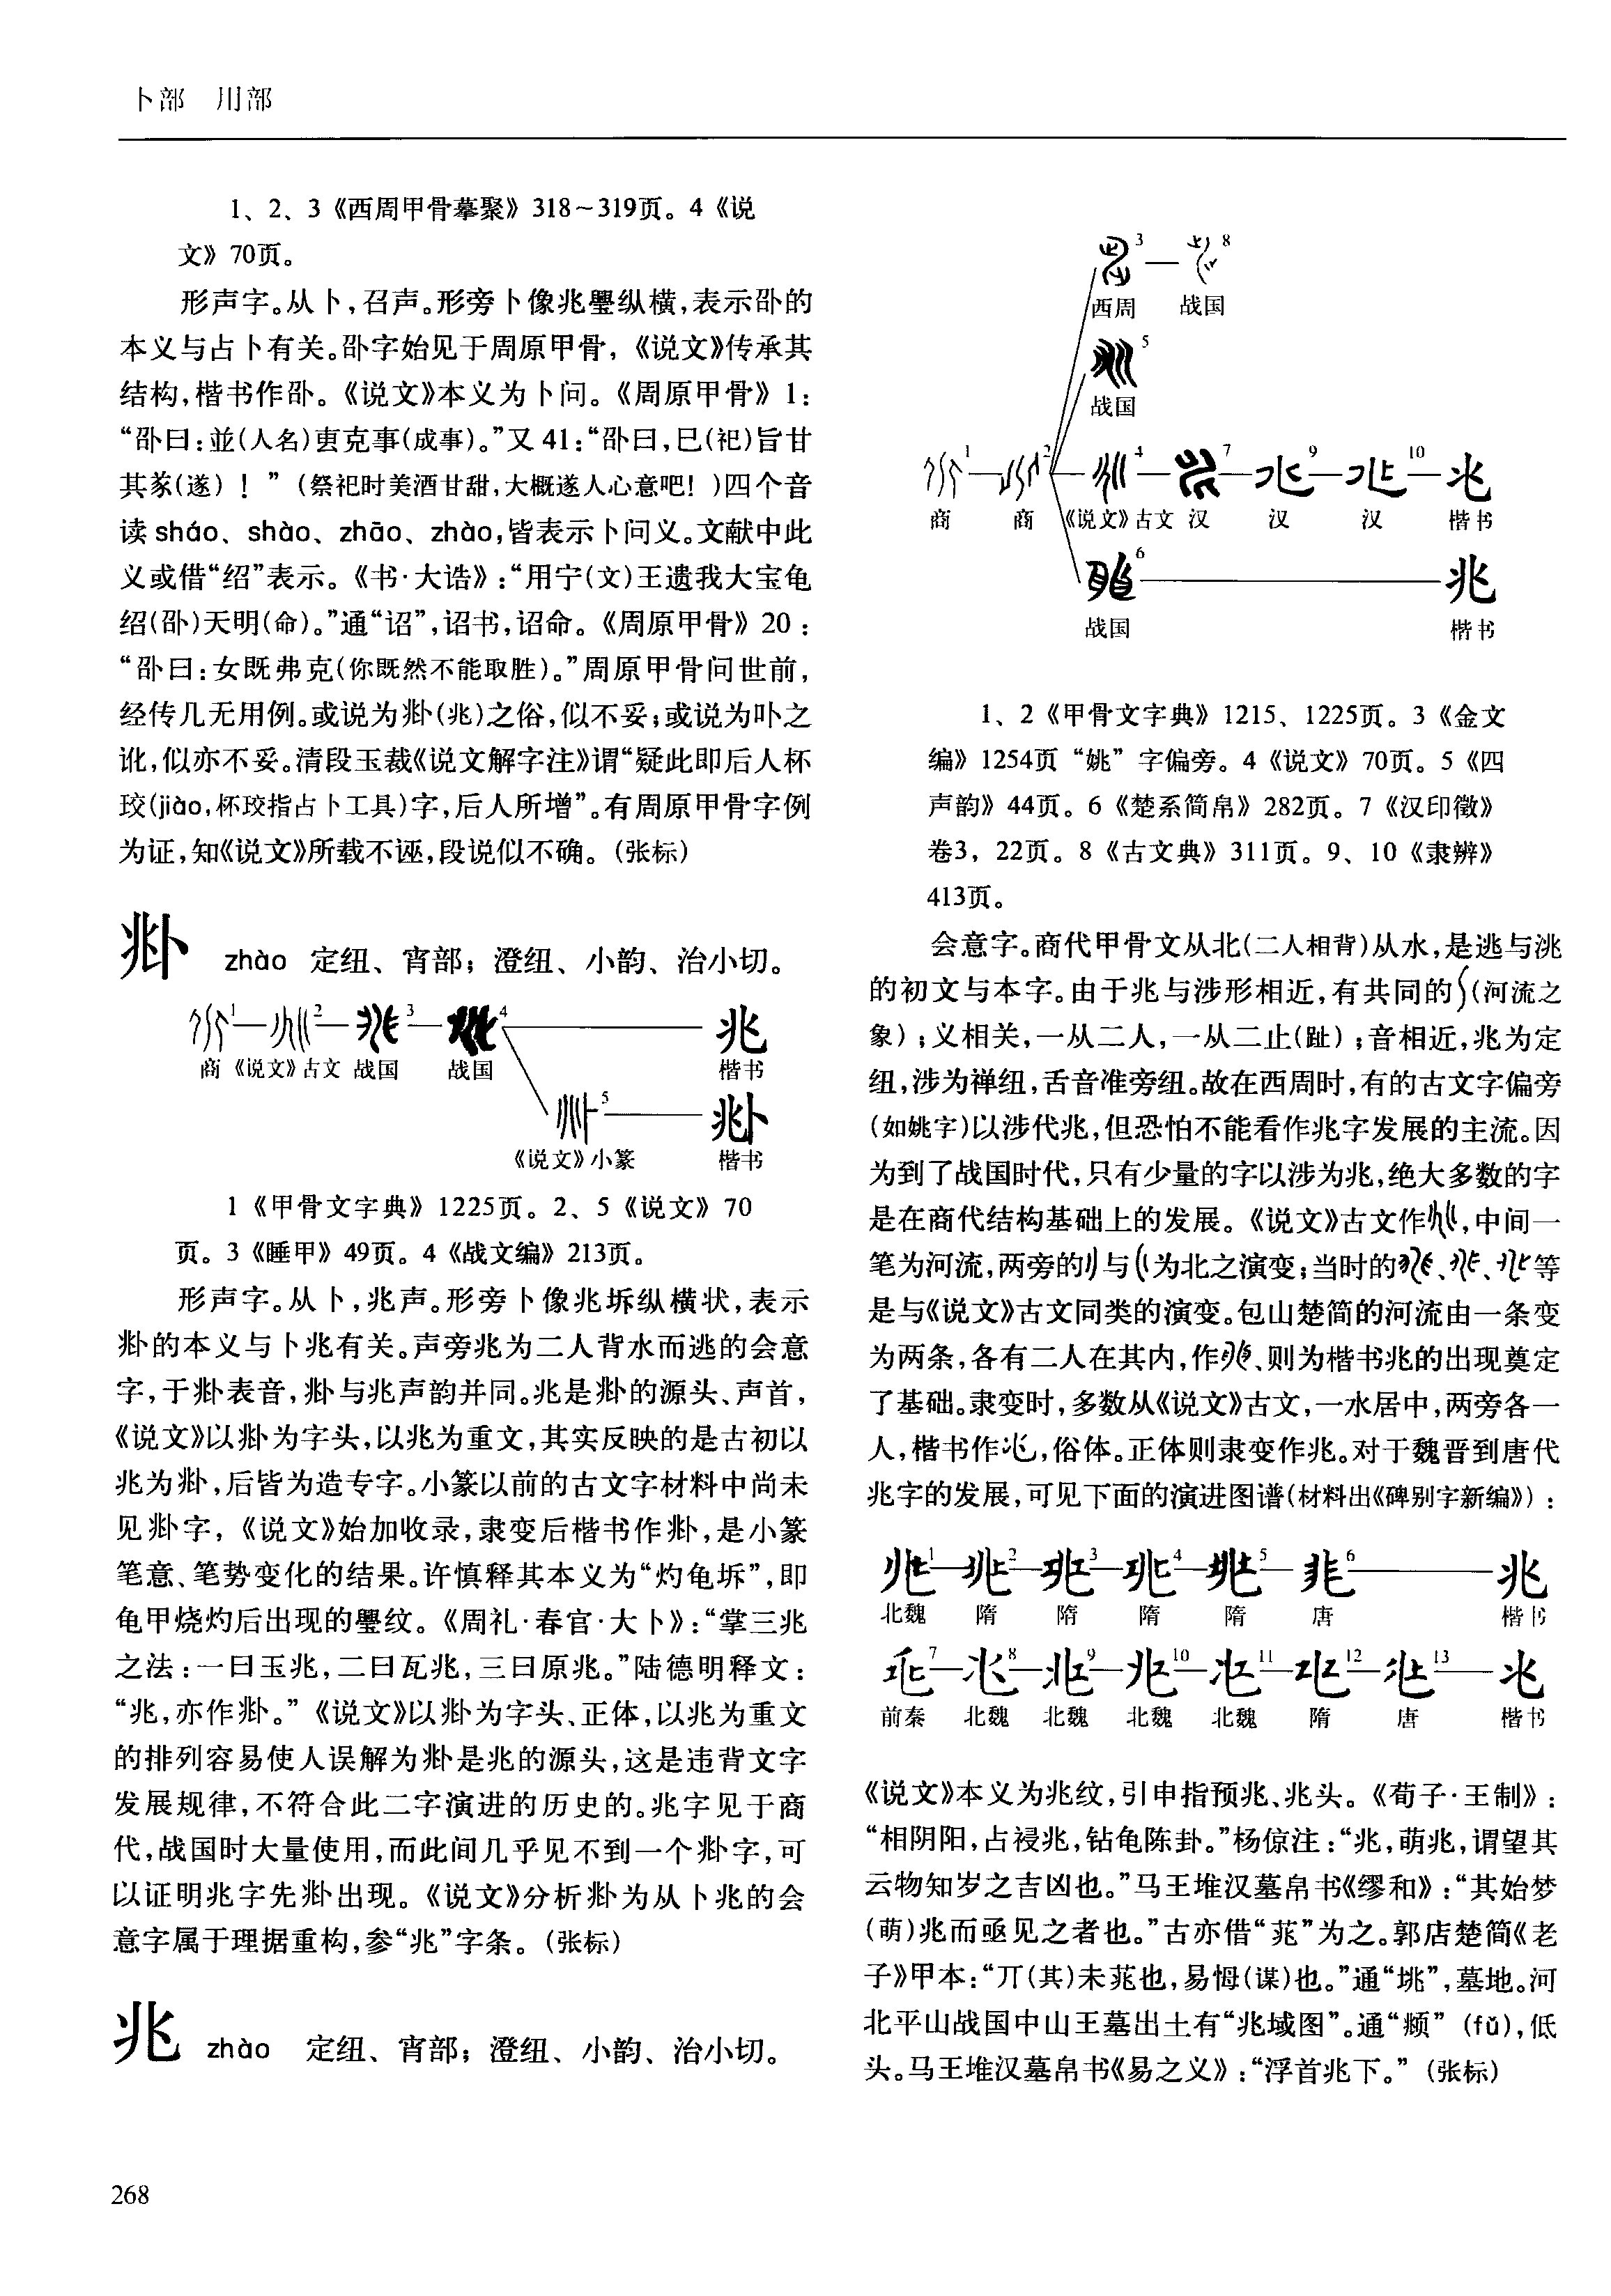 卜部　用部
1、2、3《西周甲骨摹聚》318~319页。4《说
文》70页。
形声字。从卜,召声。形旁卜像兆璺纵横,表示卧的
本义与占卜有关。卲字始见于周原甲骨,《说文》传承其
结构,楷书作卲。《说文》本义为卜问。《周原甲骨》1:
“卲曰:並(人名)叀克事(成事)。”又41:“卲曰,巳(祀)旨甘
其㒸(遂)！”(祭祀时美酒甘甜,大概遂人心意吧!)四个音
读 sháo、shào、zhāo、zhào,皆表示卜问义。文献中此
义或借“绍”表示。《书·大诰》:“用宁(文)王遗我大宝龟
绍(卲)天明(命)。”通“诏”,诏书,诏命。《周原甲骨》20:
“卲曰:女既弗克(你既然不能取胜)。”周原甲骨问世前,
经传几无用例。或说为𠧞(兆)之俗,似不妥;或说为卟之
讹,似亦不妥。清段玉裁《说文解字注》谓“疑此即后人杯
珓(jiào,杯珓指占卜工具)字,后人所增”。有周原甲骨字例
为证,知《说文》所载不诬,段说似不确。(张标)
𠧞 zhào 定纽、宵部;澄纽、小韵、治小切。
1 2 3 4 兆
商 《说文》古文 战国 战国 楷书
5 𠧞
《说文》小篆 楷书
1《甲骨文字典》1225页。2、5《说文》70
页。3《睡甲》49页。4《战文编》213页。
形声字。从卜,兆声。形旁卜像兆坼纵横状,表示
𠧞的本义与卜兆有关。声旁兆为二人背水而逃的会意
字,于𠧞表音,𠧞与兆声韵并同。兆是𠧞的源头、声首,
《说文》以𠧞为字头,以兆为重文,其实反映的是古初以
兆为𠧞,后皆为造专字。小篆以前的古文字材料中尚未
见𠧞字,《说文》始加收录,隶变后楷书作𠧞,是小篆
笔意、笔势变化的结果。许慎释其本义为“灼龟坼”,即
龟甲烧灼后出现的璺纹。《周礼·春官·大卜》:“掌三兆
之法:一曰玉兆,二曰瓦兆,三曰原兆。”陆德明释文:
“兆,亦作𠧞。”《说文》以𠧞为字头、正体,以兆为重文
的排列容易使人误解为𠧞是兆的源头,这是违背文字
发展规律,不符合此二字演进的历史的。兆字见于商
代,战国时大量使用,而此间几乎见不到一个𠧞字,可
以证明兆字先𠧞出现。《说文》分析𠧞为从卜兆的会
意字属于理据重构,参“兆”字条。(张标)
兆 zhào 定纽、宵部;澄纽、小韵、治小切。
3 8
西周 战国
5
战国
1 2 4 7 9 10
商 商 《说文》古文 汉 汉 汉 楷书
6 兆
战国 楷书
1、2《甲骨文字典》1215、1225页。3《金文
编》1254页“姚”字偏旁。4《说文》70页。5《四
声韵》44页。6《楚系简帛》282页。7《汉印徵》
卷3,22页。8《古文典》311页。9、10《隶辨》
413页。
会意字。商代甲骨文从北(二人相背)从水,是逃与洮
的初文与本字。由于兆与涉形相近,有共同的(河流之
象);义相关,一从二人,一从二止(趾);音相近,兆为定
纽,涉为禅纽,舌音准旁纽。故在西周时,有的古文字偏旁
(如姚字)以涉代兆,但恐怕不能看作兆字发展的主流。因
为到了战国时代,只有少量的字以涉为兆,绝大多数的字
是在商代结构基础上的发展。《说文》古文作,中间一
笔为河流,两旁的与为北之演变;当时的、、等
是与《说文》古文同类的演变。包山楚简的河流由一条变
为两条,各有二人在其内,作、则为楷书兆的出现奠定
了基础。隶变时,多数从《说文》古文,一水居中,两旁各一
人,楷书作,俗体。正体则隶变作兆。对于魏晋到唐代
兆字的发展,可见下面的演进图谱(材料出《碑别字新编》):
1 2 3 4 5 6 兆
北魏 隋 隋 隋 隋 唐 楷书
7 8 9 10 11 12 13
前秦 北魏 北魏 北魏 北魏 隋 唐 楷书
《说文》本义为兆纹,引申指预兆、兆头。《荀子·王制》:
“相阴阳,占祲兆,钻龟陈卦。”杨倞注:“兆,萌兆,谓望其
云物知岁之吉凶也。”马王堆汉墓帛书《缪和》:“其始梦
(萌)兆而亟见之者也。”古亦借“茪”为之。郭店楚简《老
子》甲本:“丌(其)未茪也,易悔(谋)也。”通“垗”,墓地。河
北平山战国中山王墓出土有“兆域图”。通“頫”(fǔ),低
头。马王堆汉墓帛书《易之义》:“浮首兆下。”(张标)
268